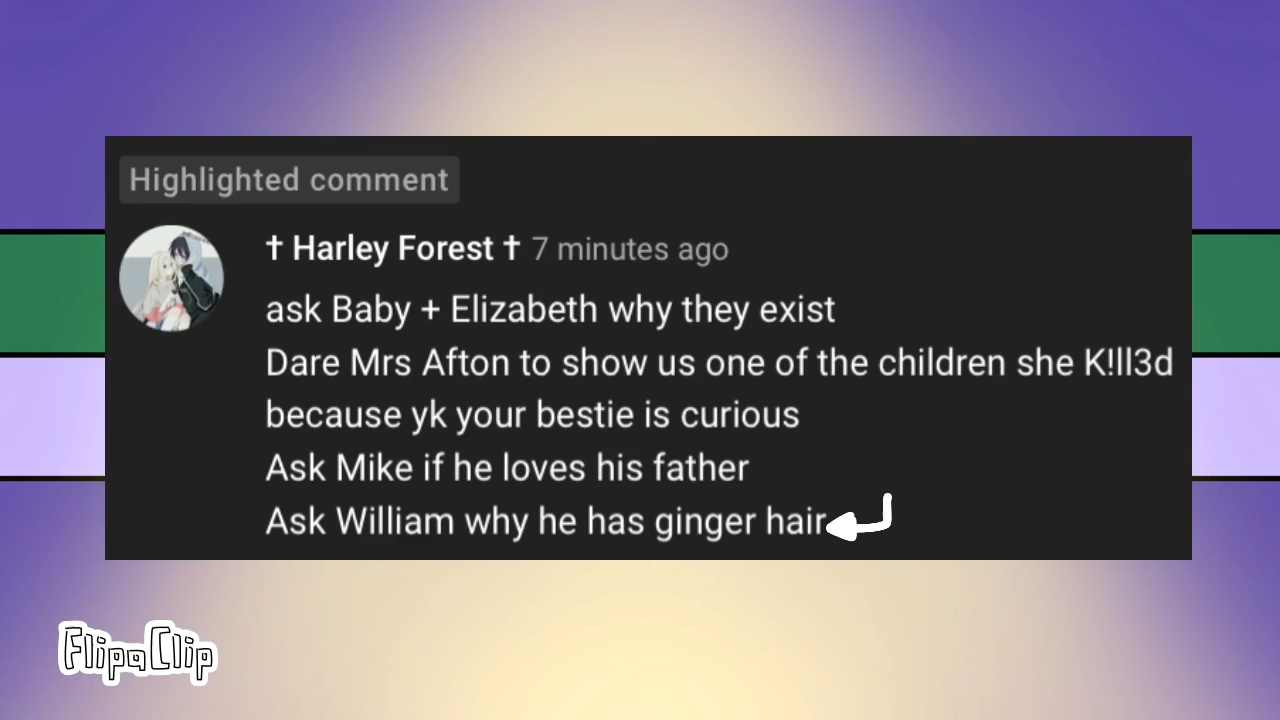 Highlighted comment
† Harley Forest † 7 minutes ago
ask Baby + Elizabeth why they exist
Dare Mrs Afton to show us one of the children she K!ll3d
because yk your bestie is curious
Ask Mike if he loves his father
Ask William why he has ginger hair
FlipaClip